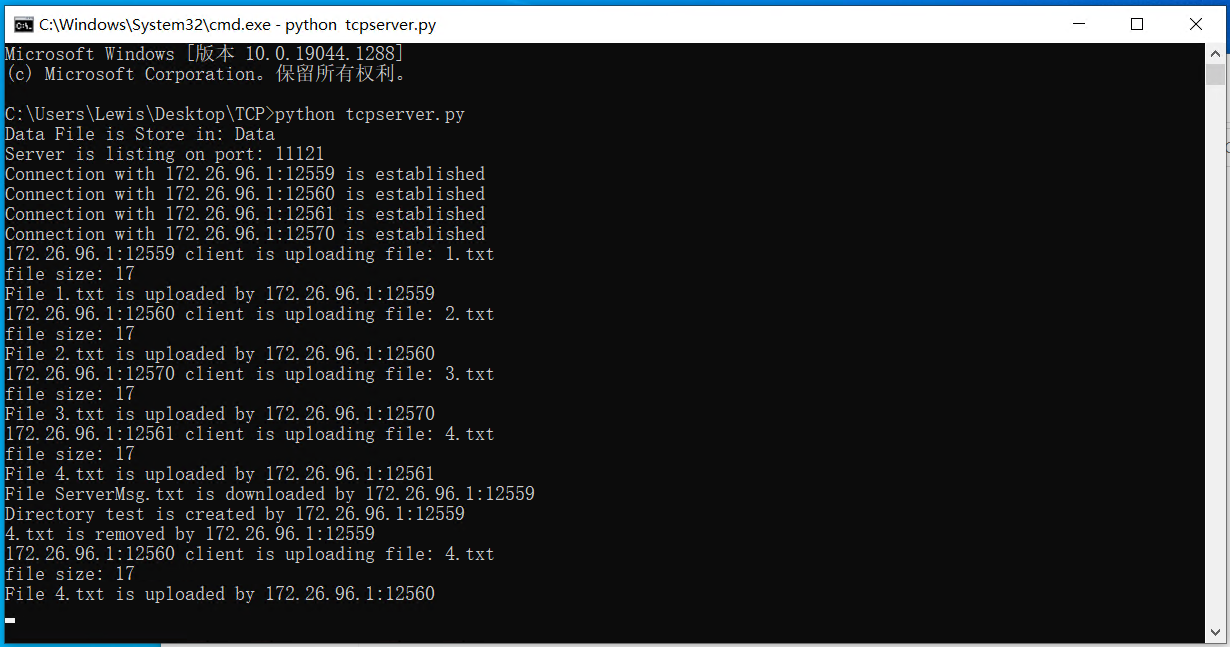 C:\Windows\System32\cmd.exe - python  tcpserver.py
Microsoft Windows [版本 10.0.19044.1288]
(c) Microsoft Corporation。保留所有权利。
C:\Users\Lewis\Desktop\TCP>python tcpserver.py
Data File is Store in: Data
Server is listing on port: 11121
Connection with 172.26.96.1:12559 is established
Connection with 172.26.96.1:12560 is established
Connection with 172.26.96.1:12561 is established
Connection with 172.26.96.1:12570 is established
172.26.96.1:12559 client is uploading file: 1.txt
file size: 17
File 1.txt is uploaded by 172.26.96.1:12559
172.26.96.1:12560 client is uploading file: 2.txt
file size: 17
File 2.txt is uploaded by 172.26.96.1:12560
172.26.96.1:12570 client is uploading file: 3.txt
file size: 17
File 3.txt is uploaded by 172.26.96.1:12570
172.26.96.1:12561 client is uploading file: 4.txt
file size: 17
File 4.txt is uploaded by 172.26.96.1:12561
File ServerMsg.txt is downloaded by 172.26.96.1:12559
Directory test is created by 172.26.96.1:12559
4.txt is removed by 172.26.96.1:12559
172.26.96.1:12560 client is uploading file: 4.txt
file size: 17
File 4.txt is uploaded by 172.26.96.1:12560